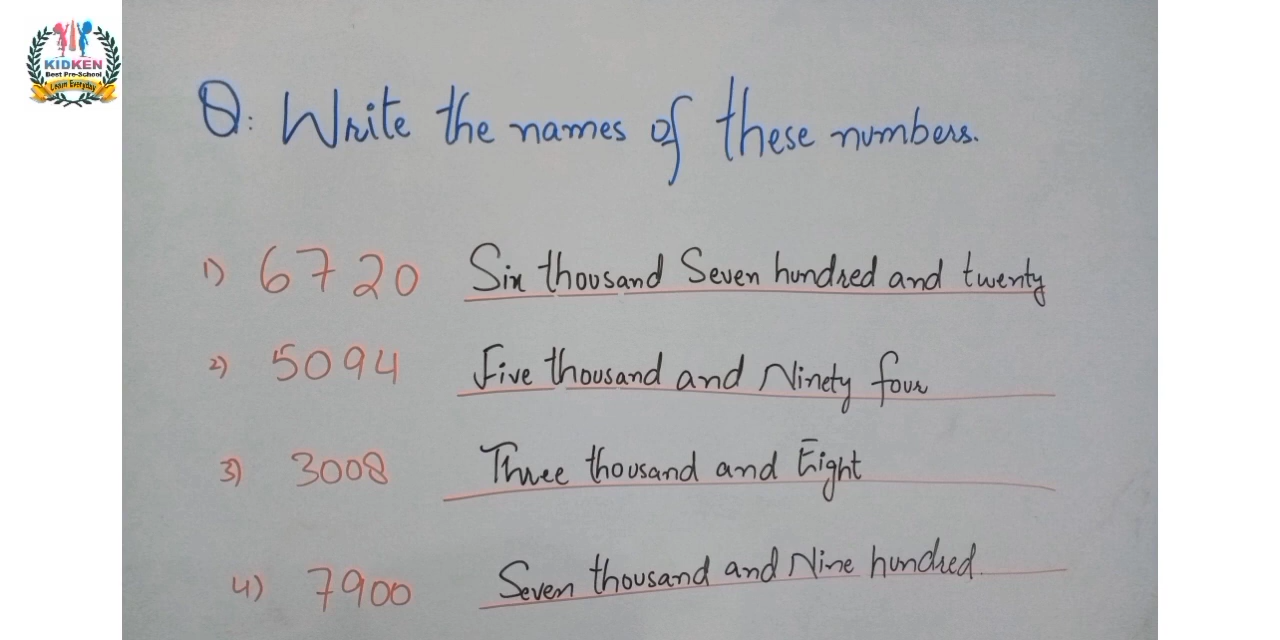 KIDKEN
Best Pre-School
Learn Everyday
Q: Write the names of these numbers.
1) 6720 Six thousand Seven hundred and twenty
2) 5094 Five thousand and Ninety four
3) 3008 Three thousand and Eight
4) 7900 Seven thousand and Nine hundred